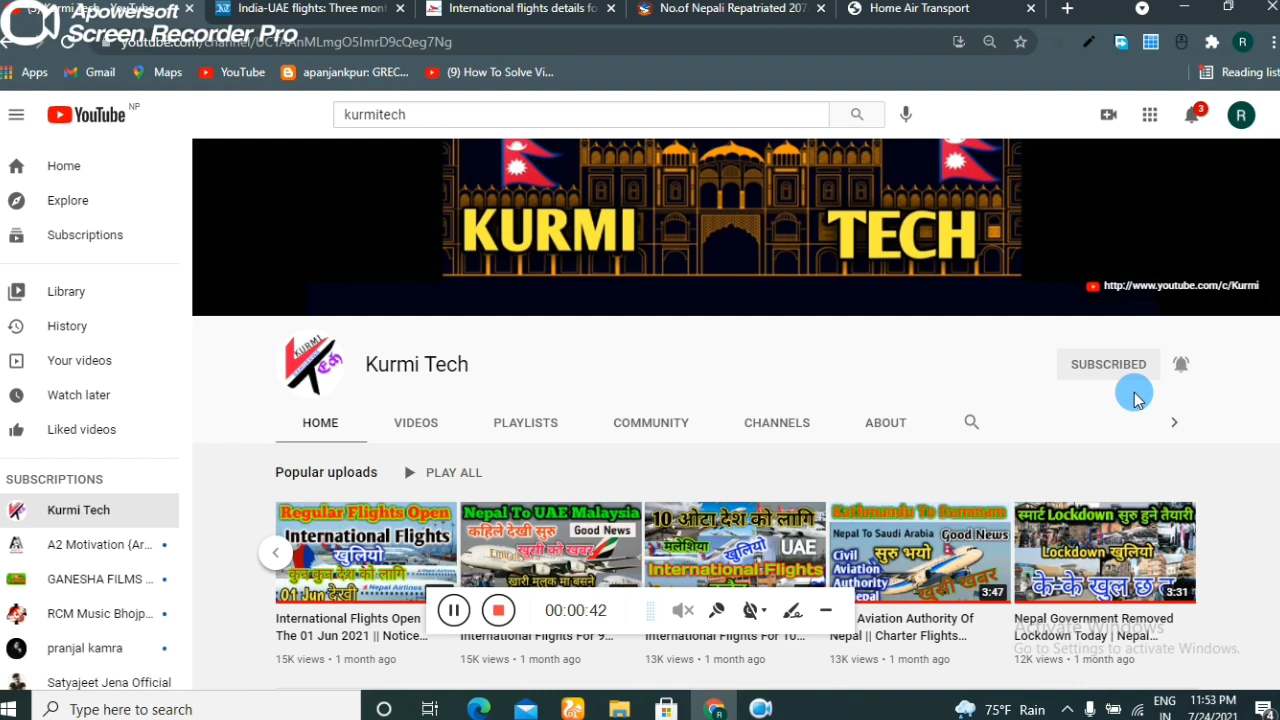 Apowersoft
Screen Recorder Pro
India-UAE flights Three mont
International flights details fo
No.of Nepali Repatriated 207
Home Air Transport
youtube.com/channel/UCTAAnMLmgO5ImrD9cQeg7Ng
R
Apps
Gmail
Maps
YouTube
apanjankpur: GREC...
(9) How To Solve Vi...
Reading list
YouTube NP
kurmitech
3
R
Home
Explore
Subscriptions
Library
History
Your videos
Watch later
Liked videos
SUBSCRIPTIONS
Kurmi Tech
A2 Motivation {Ar...
GANESHA FILMS ...
RCM Music Bhojp...
pranjal kamra
Satyajeet Jena Official
KURMI TECH
http://www.youtube.com/c/Kurmi
KURMI
Kurmi Tech
SUBSCRIBED
HOME
VIDEOS
PLAYLISTS
COMMUNITY
CHANNELS
ABOUT
Popular uploads
PLAY ALL
Regular Flights Open
International Flights
खुलियो
कुन कुन देश को लागि
01 Jun देखी
International Flights Open
The 01 Jun 2021 || Notice...
15K views • 1 month ago
Nepal To UAE Malaysia
कहिले देखी सुरु
Good News
खुसी को खबर
खारी मुलुक मा बसने
International Flights For 9...
15K views • 1 month ago
10 ओटा देश को लागि
मलेशिया
खुलियो
UAE
International Flights
International Flights For 10...
13K views • 1 month ago
Kathmandu To Dammam
Nepal To Saudi Arabia
Good News
Civil
Aviation
Authority
Nepal
सुरु भयो
खुसी खबर
3:47
Aviation Authority Of
Nepal || Charter Flights...
13K views • 1 month ago
स्मार्ट Lockdown सुरु हुने तैयारी
Lockdown खुलियो
के-के खुल छ त
3:31
Nepal Government Removed
Lockdown Today || Nepal...
12K views • 1 month ago
00:00:42
Activate Windows
Go to Settings to activate Windows.
Type here to search
75°F Rain
ENG
IN
11:53 PM
7/24/2021